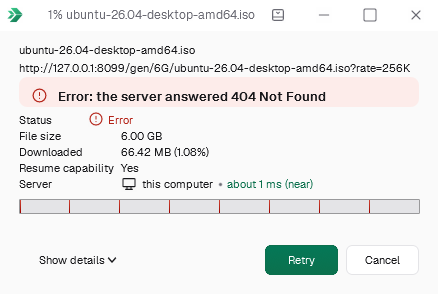 1% ubuntu-26.04-desktop-amd64.iso
ubuntu-26.04-desktop-amd64.iso
http://127.0.0.1:8099/gen/6G/ubuntu-26.04-desktop-amd64.iso?rate=256K
Error: the server answered 404 Not Found
Status Error
File size 6.00 GB
Downloaded 66.42 MB (1.08%)
Resume capability Yes
Server this computer • about 1 ms (near)
Show details Retry Cancel